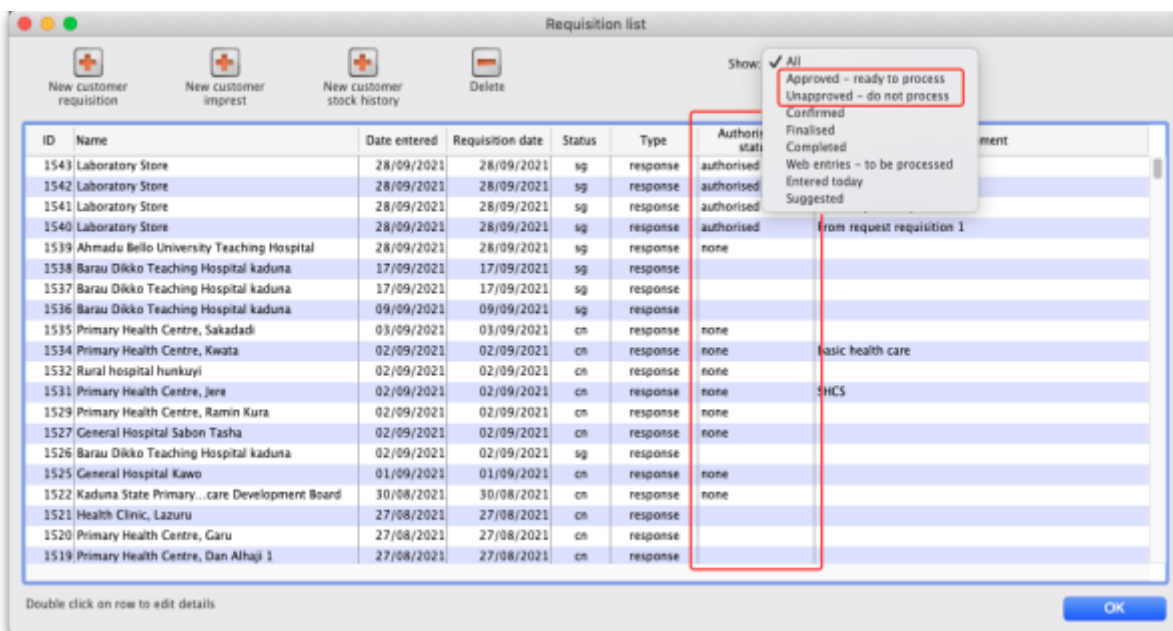 Requisition list
New customer requisition
New customer imprest
New customer stock history
Delete
Show: ✓ All
Approved - ready to process
Unapproved - do not process
Confirmed
Finalised
Completed
Web entries - to be processed
Entered today
Suggested
ID Name Date entered Requisition date Status Type
1543 Laboratory Store 28/09/2021 28/09/2021 sg response authorised
1542 Laboratory Store 28/09/2021 28/09/2021 sg response authorised
1541 Laboratory Store 28/09/2021 28/09/2021 sg response authorised
1540 Laboratory Store 28/09/2021 28/09/2021 sg response authorised From request requisition 1
1539 Ahmadu Bello University Teaching Hospital 28/09/2021 28/09/2021 sg response none
1538 Barau Dikko Teaching Hospital kaduna 17/09/2021 17/09/2021 sg response
1537 Barau Dikko Teaching Hospital kaduna 17/09/2021 17/09/2021 sg response
1536 Barau Dikko Teaching Hospital kaduna 09/09/2021 09/09/2021 sg response
1535 Primary Health Centre, Sakadadi 03/09/2021 03/09/2021 cn response none
1534 Primary Health Centre, Kwata 02/09/2021 02/09/2021 cn response none basic health care
1532 Rural hospital hunkuyi 02/09/2021 02/09/2021 cn response none
1531 Primary Health Centre, Jere 02/09/2021 02/09/2021 cn response none SHCS
1529 Primary Health Centre, Ramin Kura 02/09/2021 02/09/2021 cn response none
1527 General Hospital Sabon Tasha 02/09/2021 02/09/2021 cn response none
1526 Barau Dikko Teaching Hospital kaduna 02/09/2021 02/09/2021 sg response
1525 General Hospital Kawo 01/09/2021 01/09/2021 cn response none
1522 Kaduna State Primary...care Development Board 30/08/2021 30/08/2021 cn response none
1521 Health Clinic, Lazuru 27/08/2021 27/08/2021 cn response
1520 Primary Health Centre, Garu 27/08/2021 27/08/2021 cn response
1519 Primary Health Centre, Dan Alhaji 1 27/08/2021 27/08/2021 cn response
Double click on row to edit details
OK